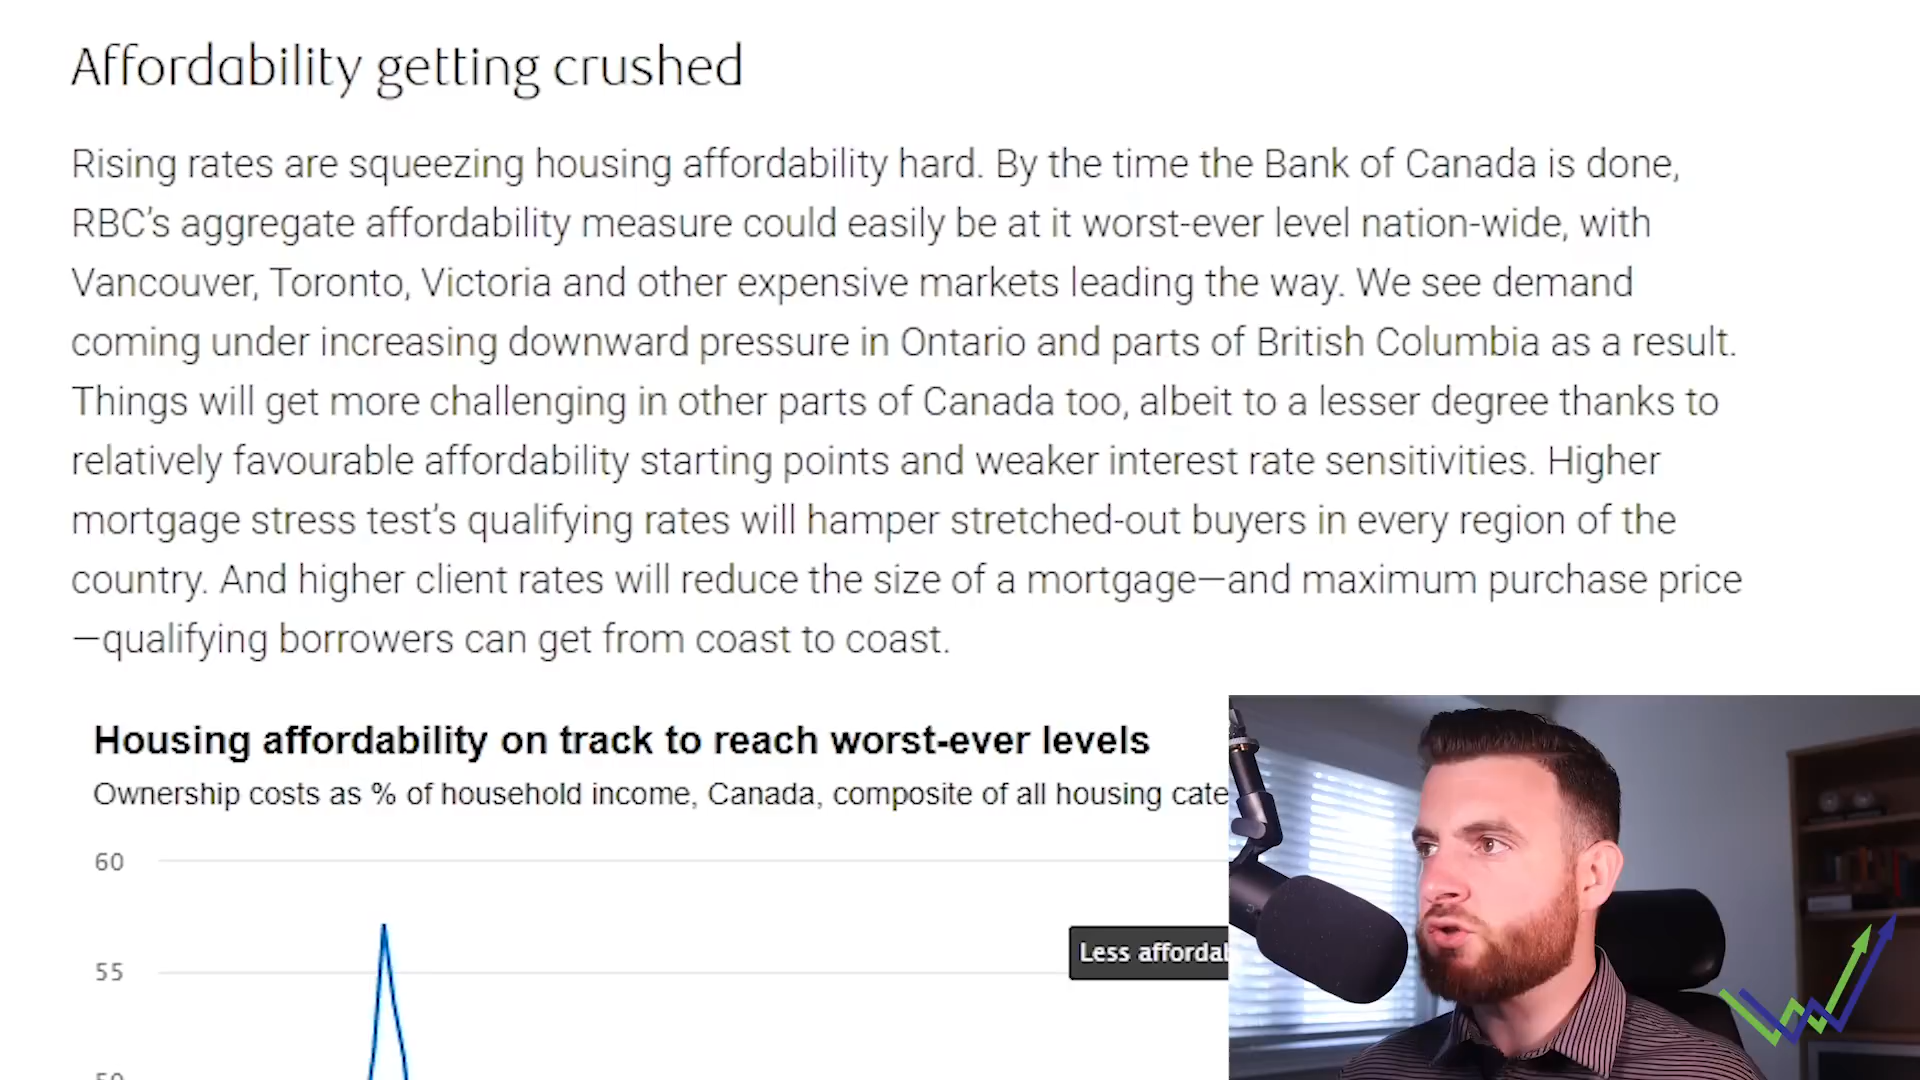 Affordability getting crushed
Rising rates are squeezing housing affordability hard. By the time the Bank of Canada is done,
RBC's aggregate affordability measure could easily be at it worst-ever level nation-wide, with
Vancouver, Toronto, Victoria and other expensive markets leading the way. We see demand
coming under increasing downward pressure in Ontario and parts of British Columbia as a result.
Things will get more challenging in other parts of Canada too, albeit to a lesser degree thanks to
relatively favourable affordability starting points and weaker interest rate sensitivities. Higher
mortgage stress test's qualifying rates will hamper stretched-out buyers in every region of the
country. And higher client rates will reduce the size of a mortgage—and maximum purchase price
—qualifying borrowers can get from coast to coast.
Housing affordability on track to reach worst-ever levels
Ownership costs as % of household income, Canada, composite of all housing
60
Less
55